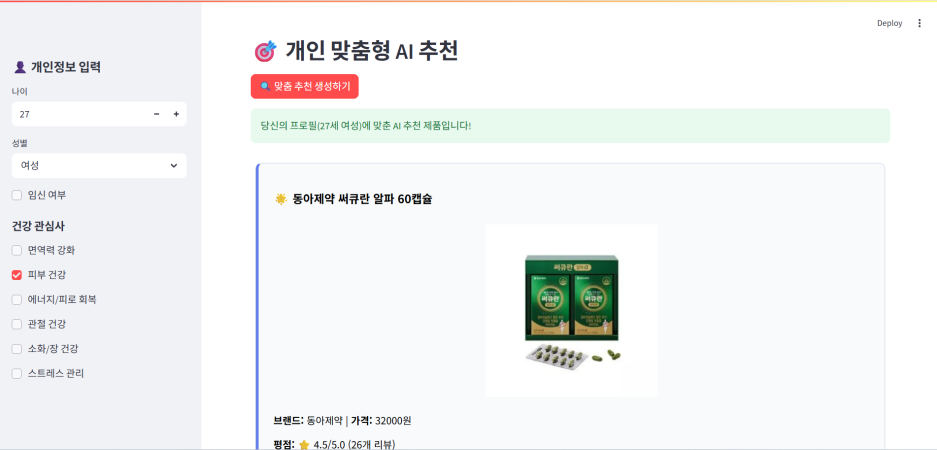 Deploy
개인정보 입력
나이
27
성별
여성
임신 여부
건강 관심사
면역력 강화
피부 건강
에너지/피로 회복
관절 건강
소화/장 건강
스트레스 관리
개인 맞춤형 AI 추천
맞춤 추천 생성하기
당신의 프로필(27세 여성)에 맞춘 AI 추천 제품입니다!
동아제약 써큐란 알파 60캡슐
써큐란
써큐란
써큐란
브랜드: 동아제약 | 가격: 32000원
평점: ⭐ 4.5/5.0 (26개 리뷰)